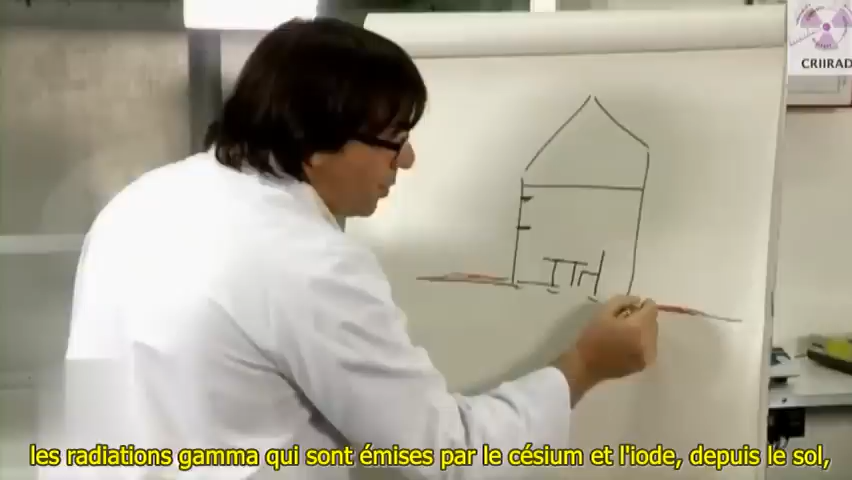 CRIIRAD
les radiations gamma qui sont émises par le césium et l'iode, depuis le sol,